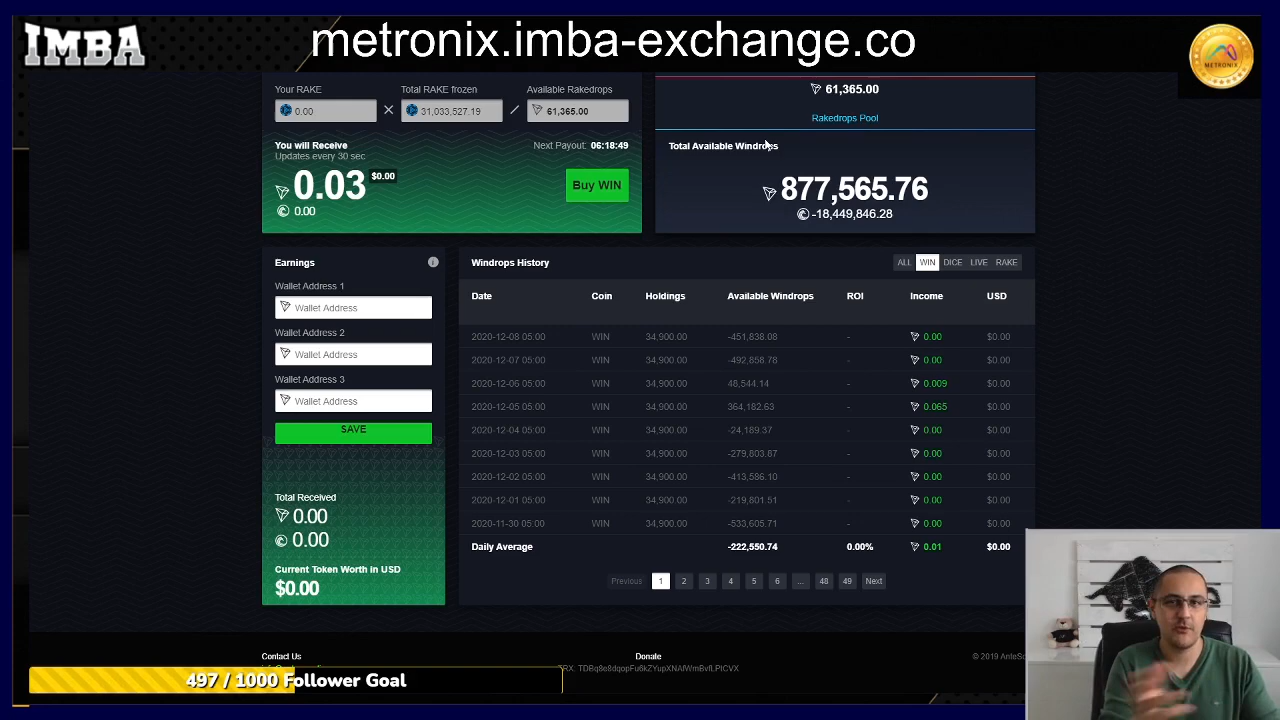 IMBA
metronix.imba-exchange.co
METRONIX
Your RAKE
Total RAKE frozen
Available Rakedrops
0.00
31,033,527.19
61,365.00
You will Receive
Updates every 30 sec
Next Payout: 06:18:49
0.03
$0.00
0.00
Buy WIN
61,365.00
Rakedrops Pool
Total Available Windrops
877,565.76
-18,449,846.28
Earnings
Wallet Address 1
Wallet Address
Wallet Address 2
Wallet Address
Wallet Address 3
Wallet Address
SAVE
Total Received
0.00
0.00
Current Token Worth in USD
$0.00
Windrops History
ALL WIN DICE LIVE RAKE
Date Coin Holdings Available Windrops ROI Income USD
2020-12-08 05:00 WIN 34,900.00 -451,838.08 - 0.00 $0.00
2020-12-07 05:00 WIN 34,900.00 -492,858.78 - 0.00 $0.00
2020-12-06 05:00 WIN 34,900.00 48,544.14 - 0.009 $0.00
2020-12-05 05:00 WIN 34,900.00 364,182.63 - 0.065 $0.00
2020-12-04 05:00 WIN 34,900.00 -24,189.37 - 0.00 $0.00
2020-12-03 05:00 WIN 34,900.00 -279,803.87 - 0.00 $0.00
2020-12-02 05:00 WIN 34,900.00 -413,586.10 - 0.00 $0.00
2020-12-01 05:00 WIN 34,900.00 -219,801.51 - 0.00 $0.00
2020-11-30 05:00 WIN 34,900.00 -533,605.71 - 0.00 $0.00
Daily Average -222,550.74 0.00% 0.01 $0.00
Previous 1 2 3 4 5 6 ... 48 49 Next
Contact Us
Donate
© 2019
497 / 1000 Follower Goal